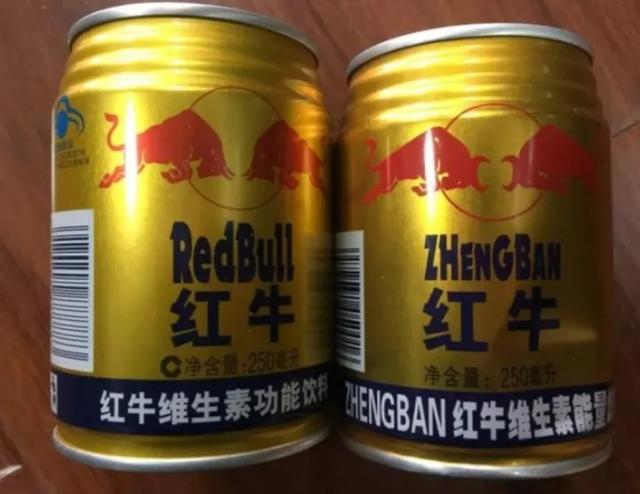 RedBull
红牛
C净含量:250毫升
红牛维生素功能饮料
ZHENGBAN
红牛
净含量:250毫升
ZHENGBAN 红牛维生素能量